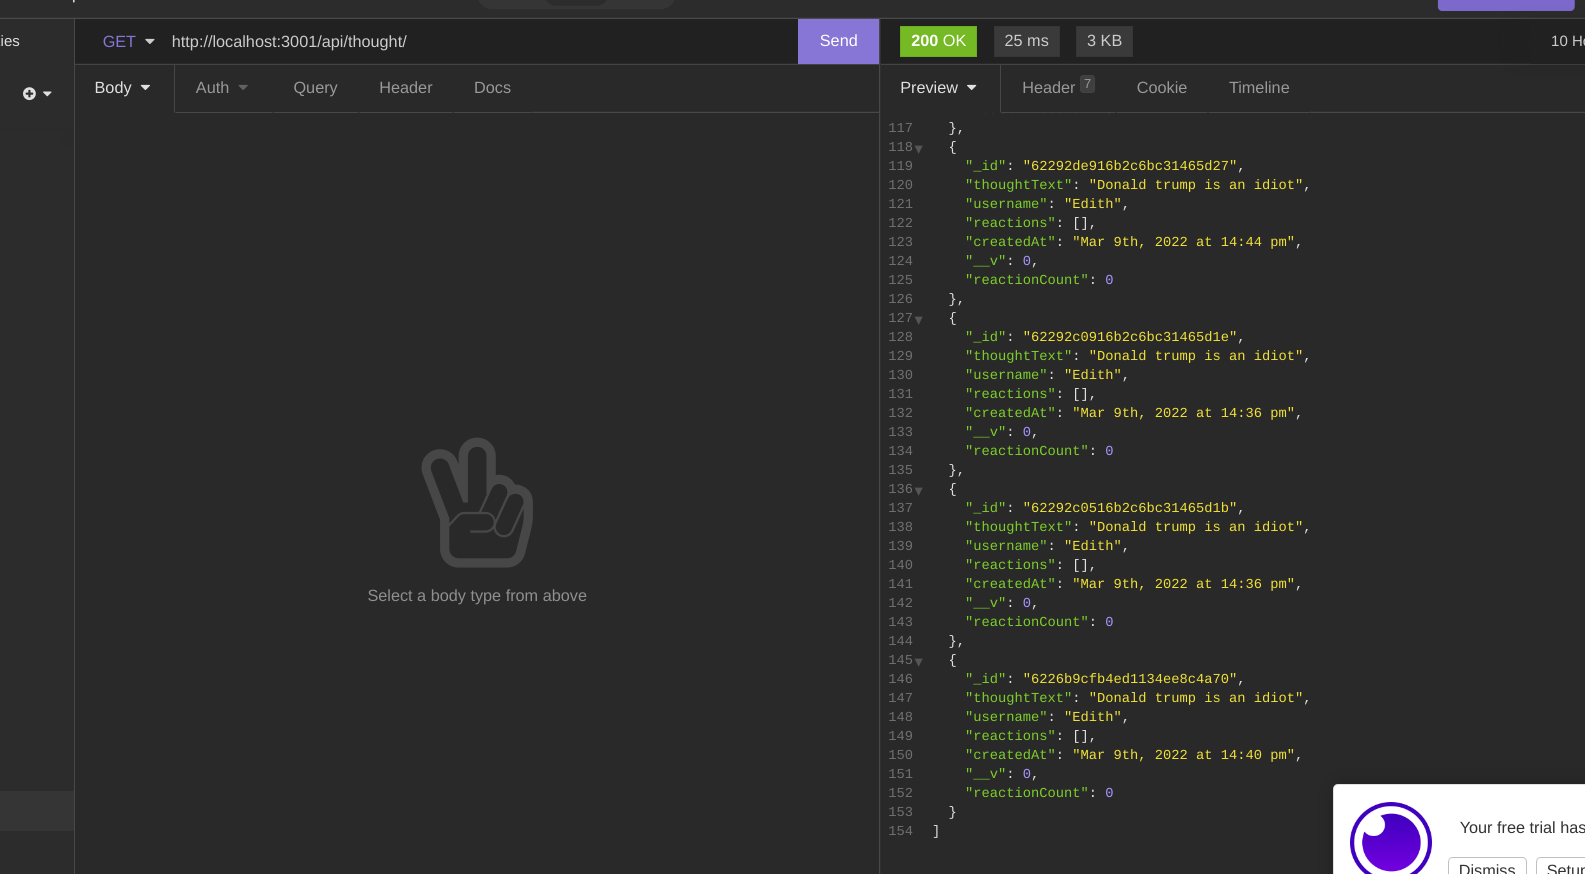 ies
GET http://localhost:3001/api/thought/ Send
200 OK 25 ms 3 KB
Body Auth Query Header Docs
Preview Header 7 Cookie Timeline
Select a body type from above
117 },
118 {
119 "_id": "62292de916b2c6bc31465d27",
120 "thoughtText": "Donald trump is an idiot",
121 "username": "Edith",
122 "reactions": [],
123 "createdAt": "Mar 9th, 2022 at 14:44 pm",
124 "__v": 0,
125 "reactionCount": 0
126 },
127 {
128 "_id": "62292c0916b2c6bc31465d1e",
129 "thoughtText": "Donald trump is an idiot",
130 "username": "Edith",
131 "reactions": [],
132 "createdAt": "Mar 9th, 2022 at 14:36 pm",
133 "__v": 0,
134 "reactionCount": 0
135 },
136 {
137 "_id": "62292c0516b2c6bc31465d1b",
138 "thoughtText": "Donald trump is an idiot",
139 "username": "Edith",
140 "reactions": [],
141 "createdAt": "Mar 9th, 2022 at 14:36 pm",
142 "__v": 0,
143 "reactionCount": 0
144 },
145 {
146 "_id": "6226b9cfb4ed1134ee8c4a70",
147 "thoughtText": "Donald trump is an idiot",
148 "username": "Edith",
149 "reactions": [],
150 "createdAt": "Mar 9th, 2022 at 14:40 pm",
151 "__v": 0,
152 "reactionCount": 0
153 }
154 ]
10 Ho
Your free trial has
Dismiss Setup